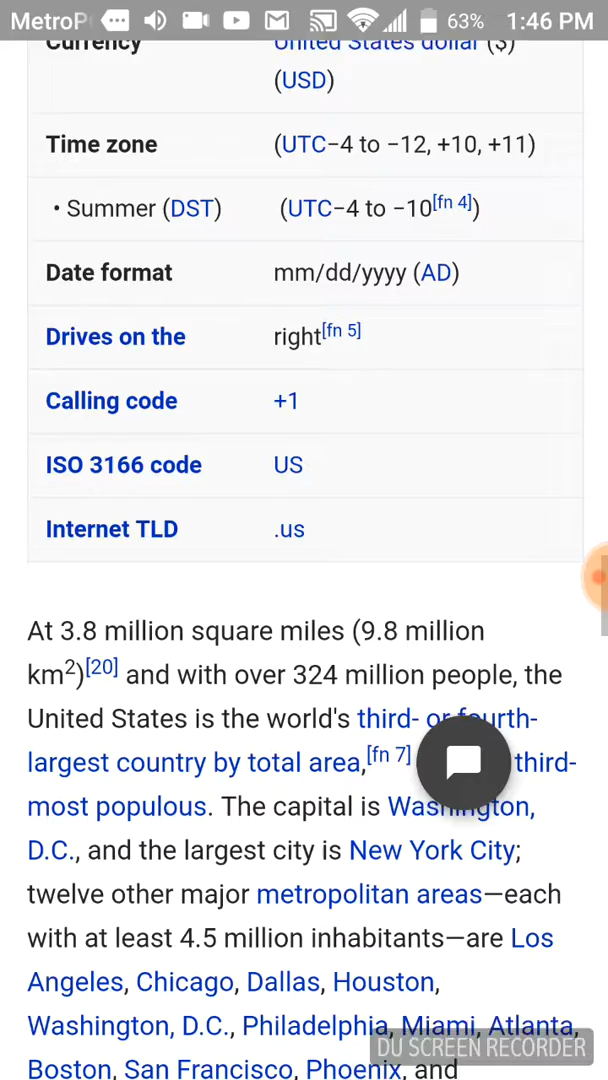 MetroP 63% 1:46 PM
Currency United States dollar ($)
(USD)
Time zone (UTC−4 to −12, +10, +11)
• Summer (DST) (UTC−4 to −10[fn 4])
Date format mm/dd/yyyy (AD)
Drives on the right[fn 5]
Calling code +1
ISO 3166 code US
Internet TLD .us
At 3.8 million square miles (9.8 million
km2)[20] and with over 324 million people, the
United States is the world's third- or fourth-
largest country by total area,[fn 7] third-
most populous. The capital is Washington,
D.C., and the largest city is New York City;
twelve other major metropolitan areas—each
with at least 4.5 million inhabitants—are Los
Angeles, Chicago, Dallas, Houston,
Washington, D.C., Philadelphia, Miami, Atlanta,
Boston, San Francisco, Phoenix, and
DU SCREEN RECORDER